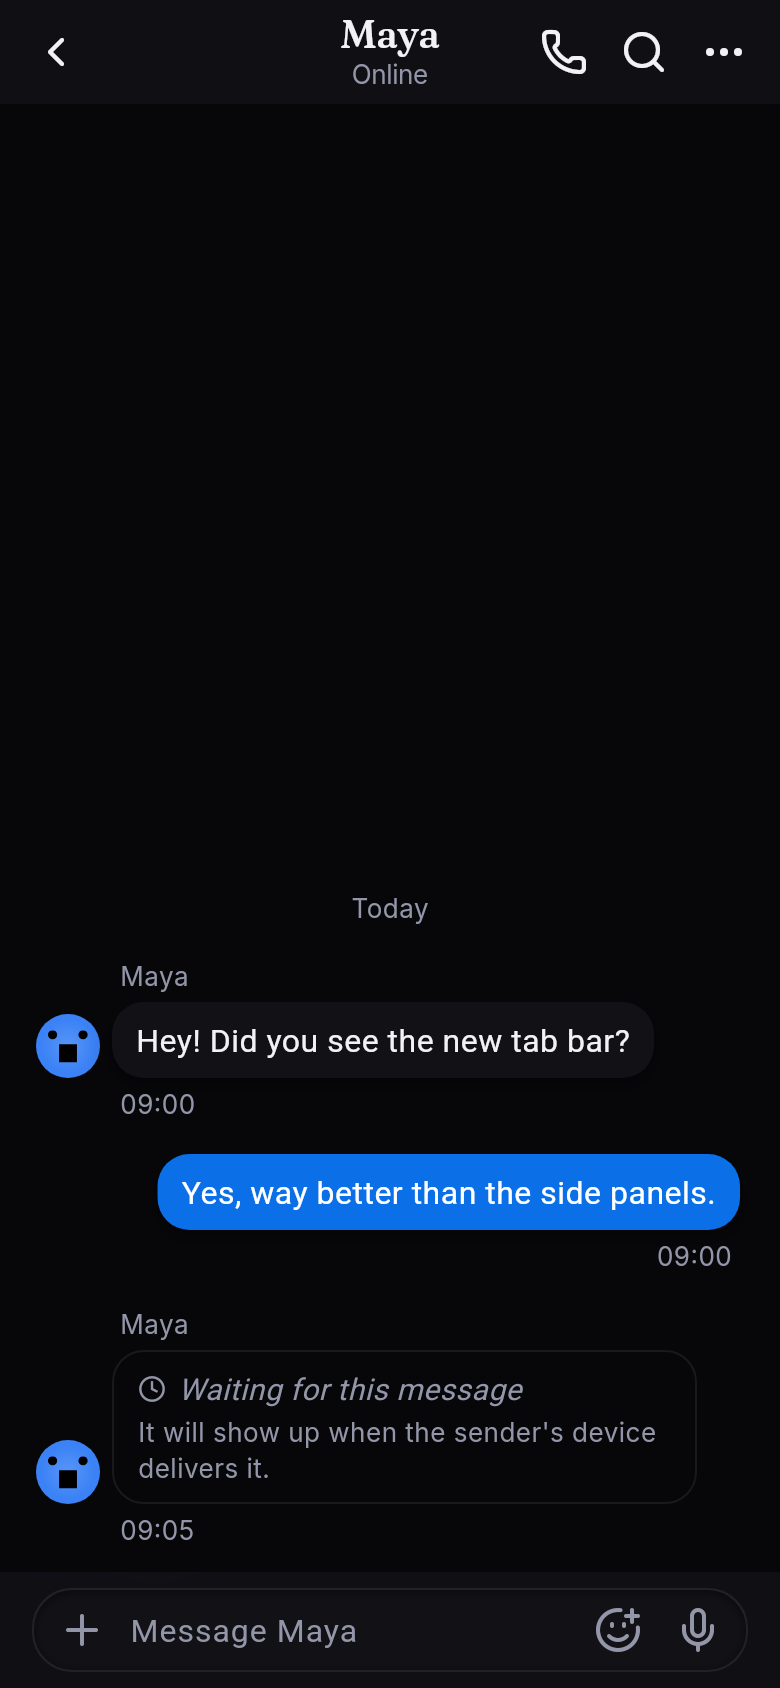 Maya
Online
Today
Maya
Hey! Did you see the new tab bar?
09:00
Yes, way better than the side panels.
09:00
Maya
Waiting for this message
It will show up when the sender's device
delivers it.
09:05
Message Maya